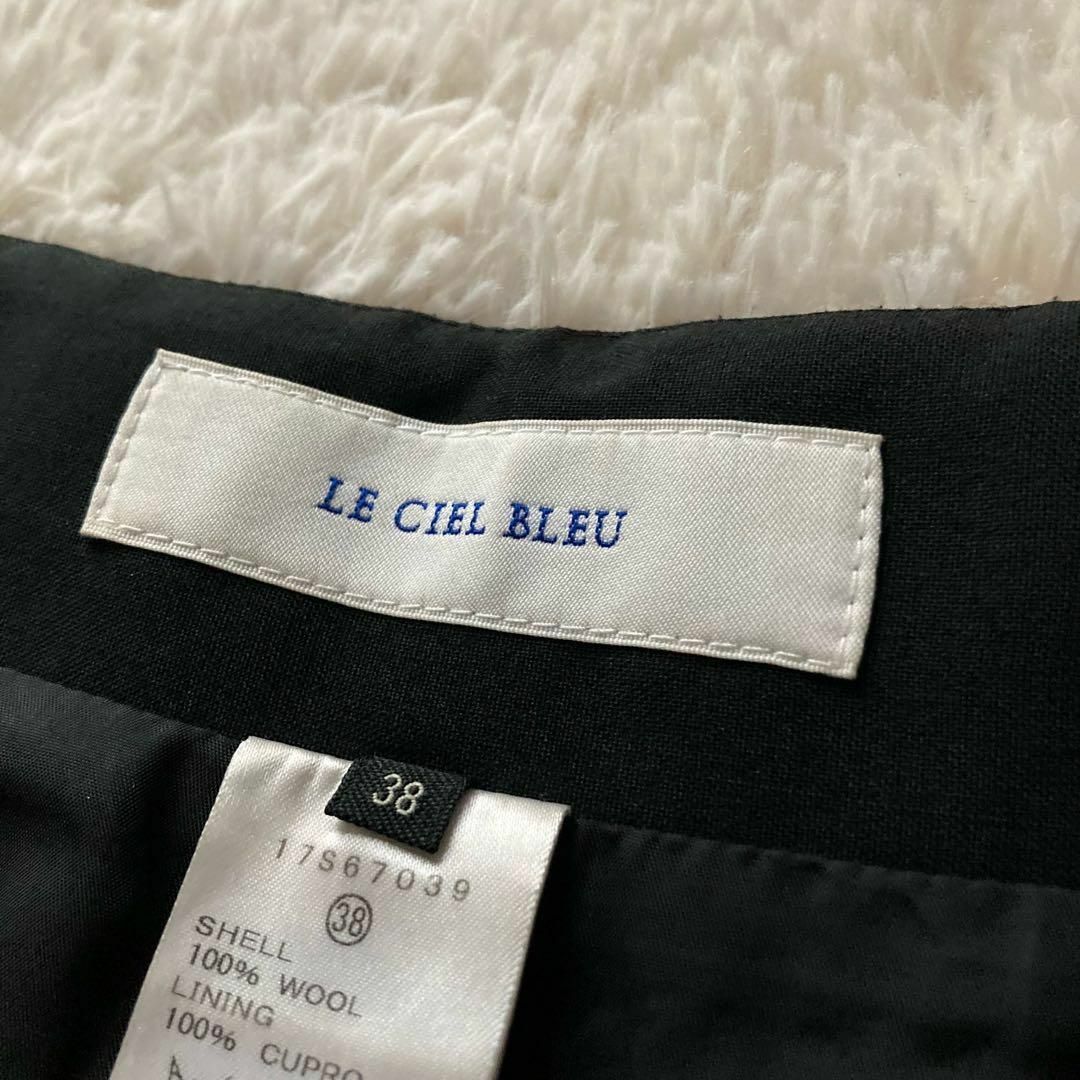 LE CIEL BLEU
38
17S67039
38
SHELL
100% WOOL
LINING
100% CUPRO